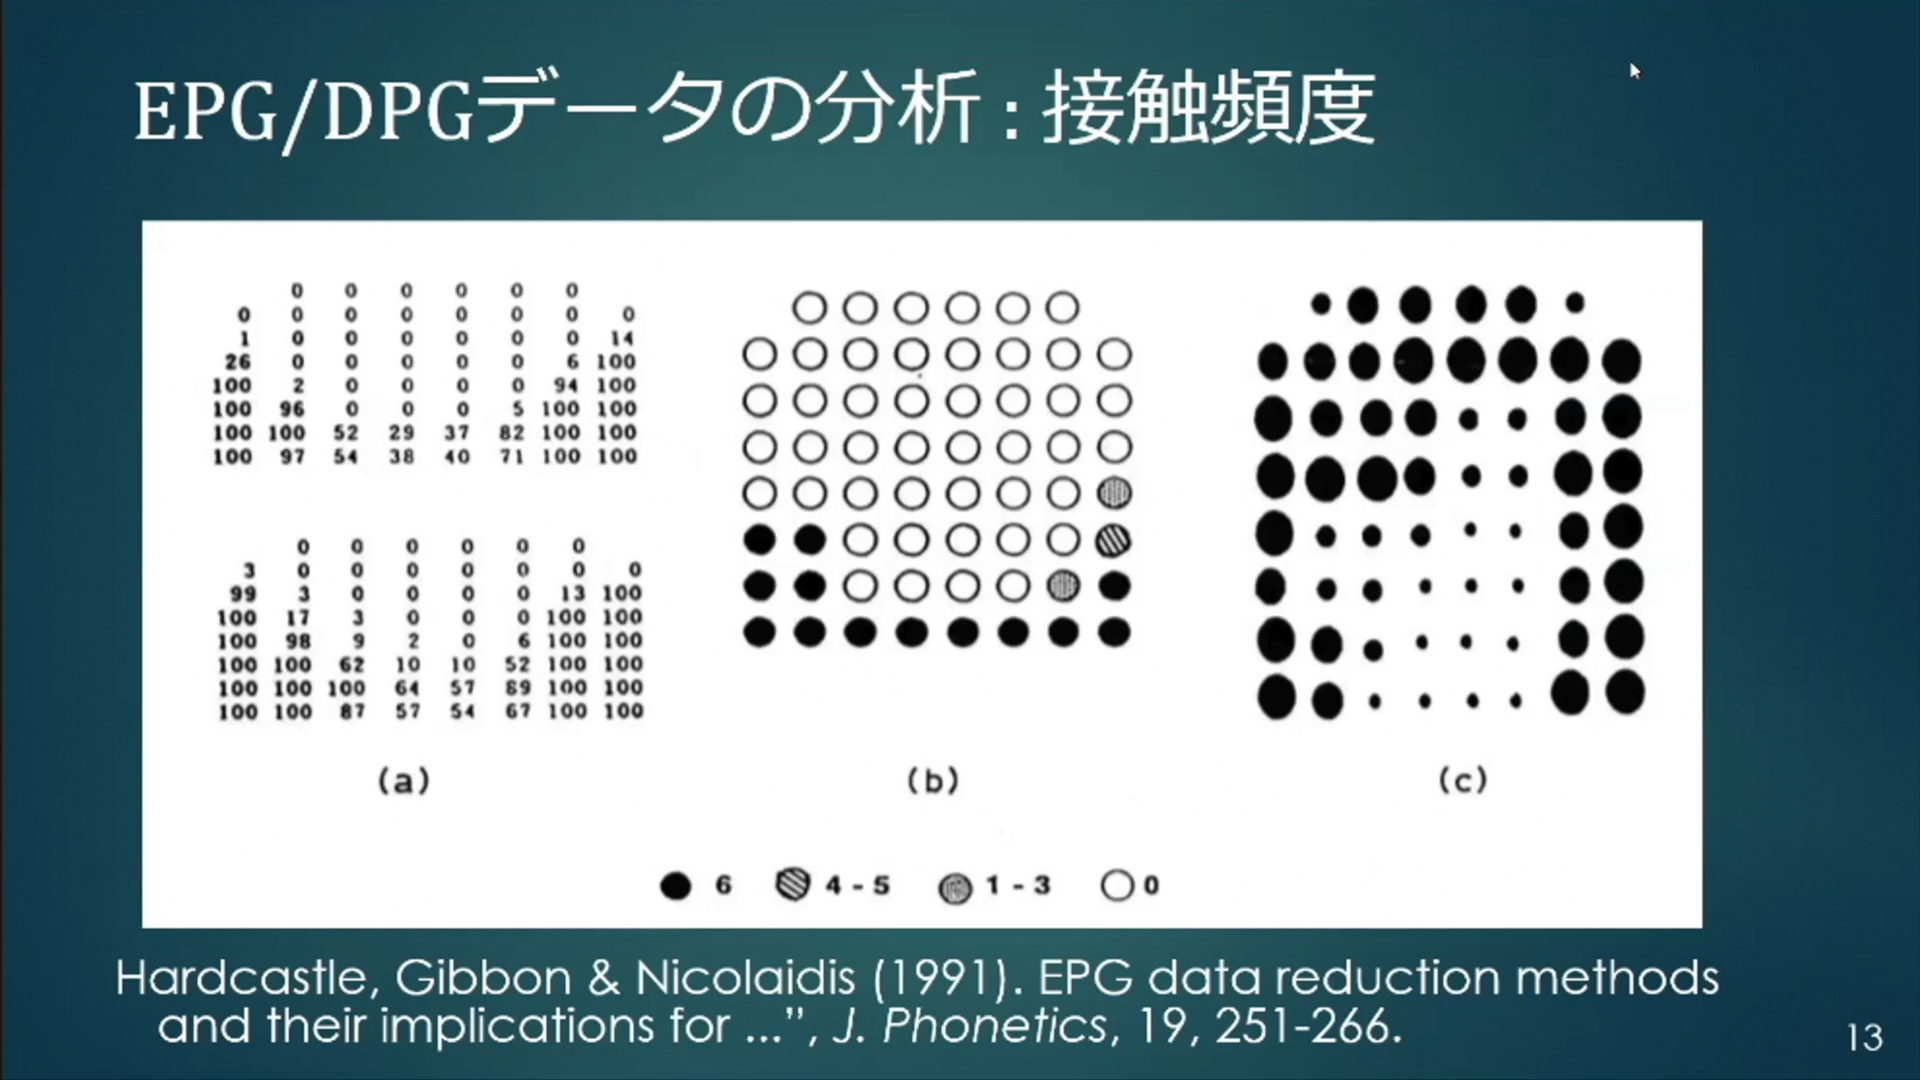 EPG/DPGデータの分析 : 接触頻度
0 0 0 0 0 0
0 0 0 0 0 0 0 0
1 0 0 0 0 0 0 14
26 0 0 0 0 0 6 100
100 2 0 0 0 0 94 100
100 96 0 0 0 5 100 100
100 100 52 29 37 82 100 100
100 97 54 38 40 71 100 100
0 0 0 0 0 0
3 0 0 0 0 0 0 0
99 3 0 0 0 0 13 100
100 17 3 0 0 0 100 100
100 98 9 2 0 6 100 100
100 100 62 10 10 52 100 100
100 100 100 64 57 89 100 100
100 100 87 57 54 67 100 100
(a) (b) (c)
6 4 - 5 1 - 3 0
Hardcastle, Gibbon & Nicolaidis (1991). EPG data reduction methods
and their implications for ...”, J. Phonetics, 19, 251-266.
13